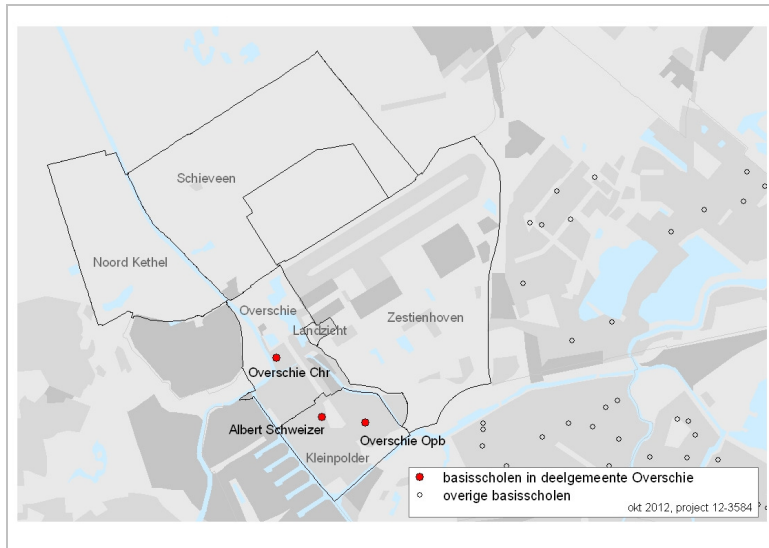 Schieveen
Noord Kethel
Overschie
Landzicht
Zestienhoven
Overschie Chr
Albert Schweizer
Overschie Opb
Kleinpolder
basisscholen in deelgemeente Overschie
overige basisscholen
okt 2012, project 12-3584